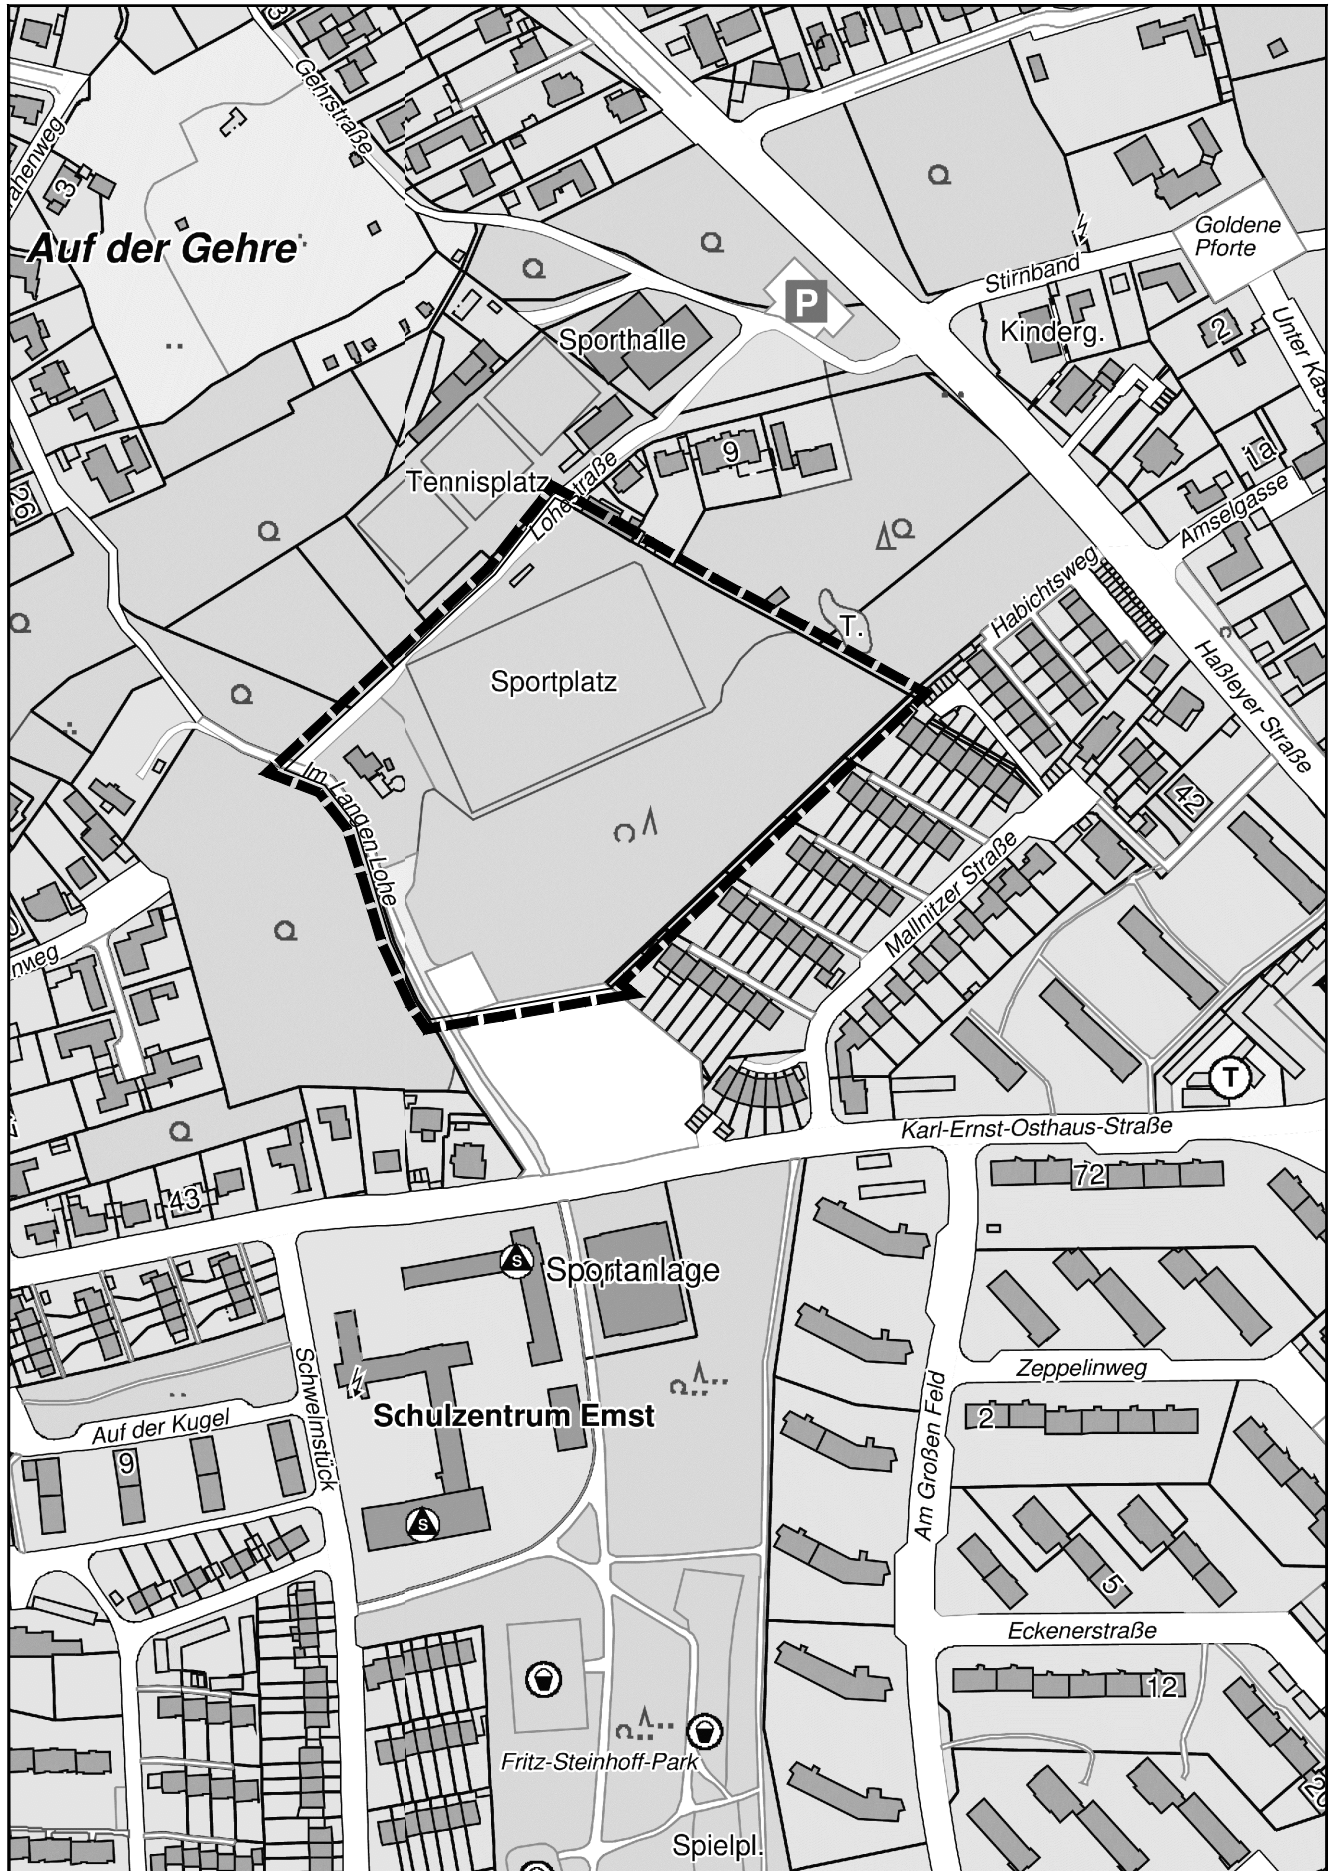 Gehrstraße
3
Auf der Gehre
P
Goldene
Pforte
Stirnband
Kinderg.
2
Sporthalle
9
1a
Tennisplatz
Lohestraße
26
Amselgasse
Habichtsweg
T.
Haßleyer Straße
Sportplatz
Im Langen Lohe
42
Mallnitzer Straße
nweg
T
Karl-Ernst-Osthaus-Straße
72
43
S
Sportanlage
Schwelmstück
Zeppelinweg
Am Großen Feld
2
Schulzentrum Emst
Auf der Kugel
9
S
5
Eckenerstraße
12
Fritz-Steinhoff-Park
Spielpl.